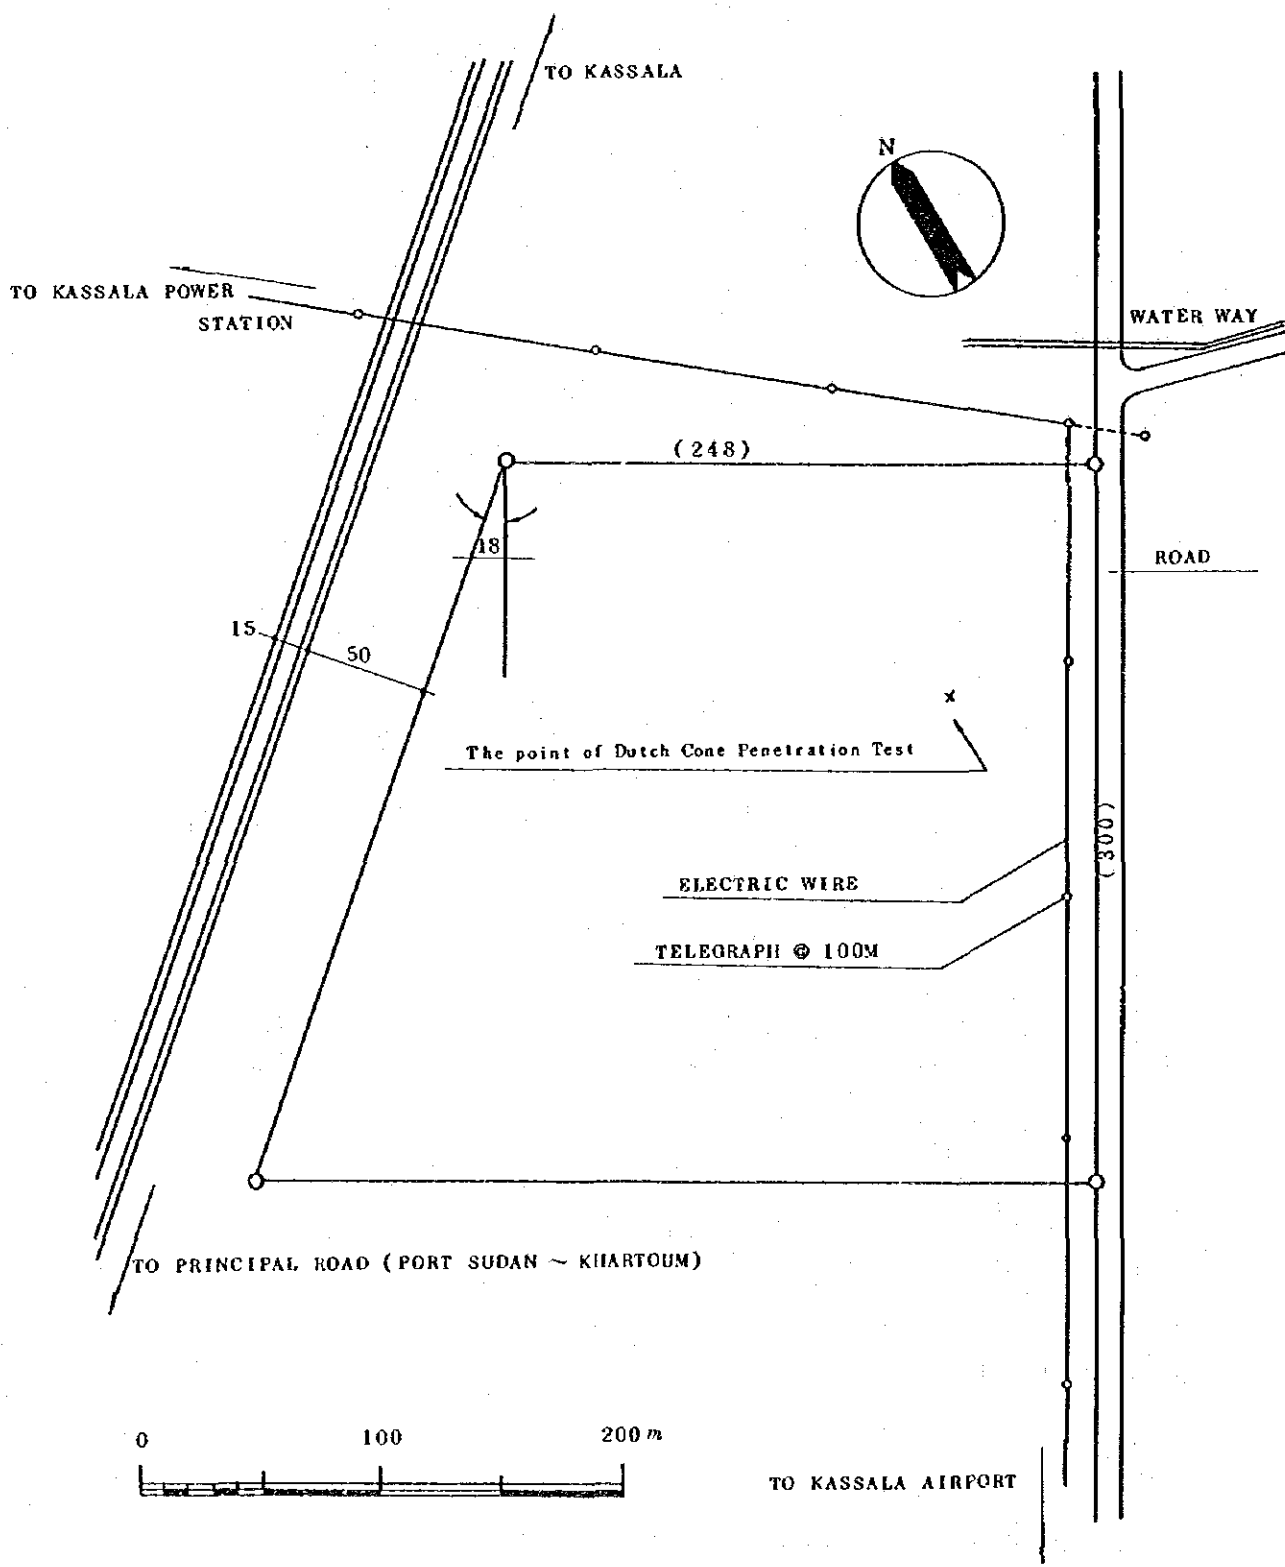 TO KASSALA
N
TO KASSALA POWER
STATION
WATER WAY
(248)
18
ROAD
15
50
x
The point of Dutch Cone Penetration Test
(300)
ELECTRIC WIRE
TELEGRAPH @ 100M
TO PRINCIPAL ROAD (PORT SUDAN ~ KHARTOUM)
0 100 200 m
TO KASSALA AIRPORT